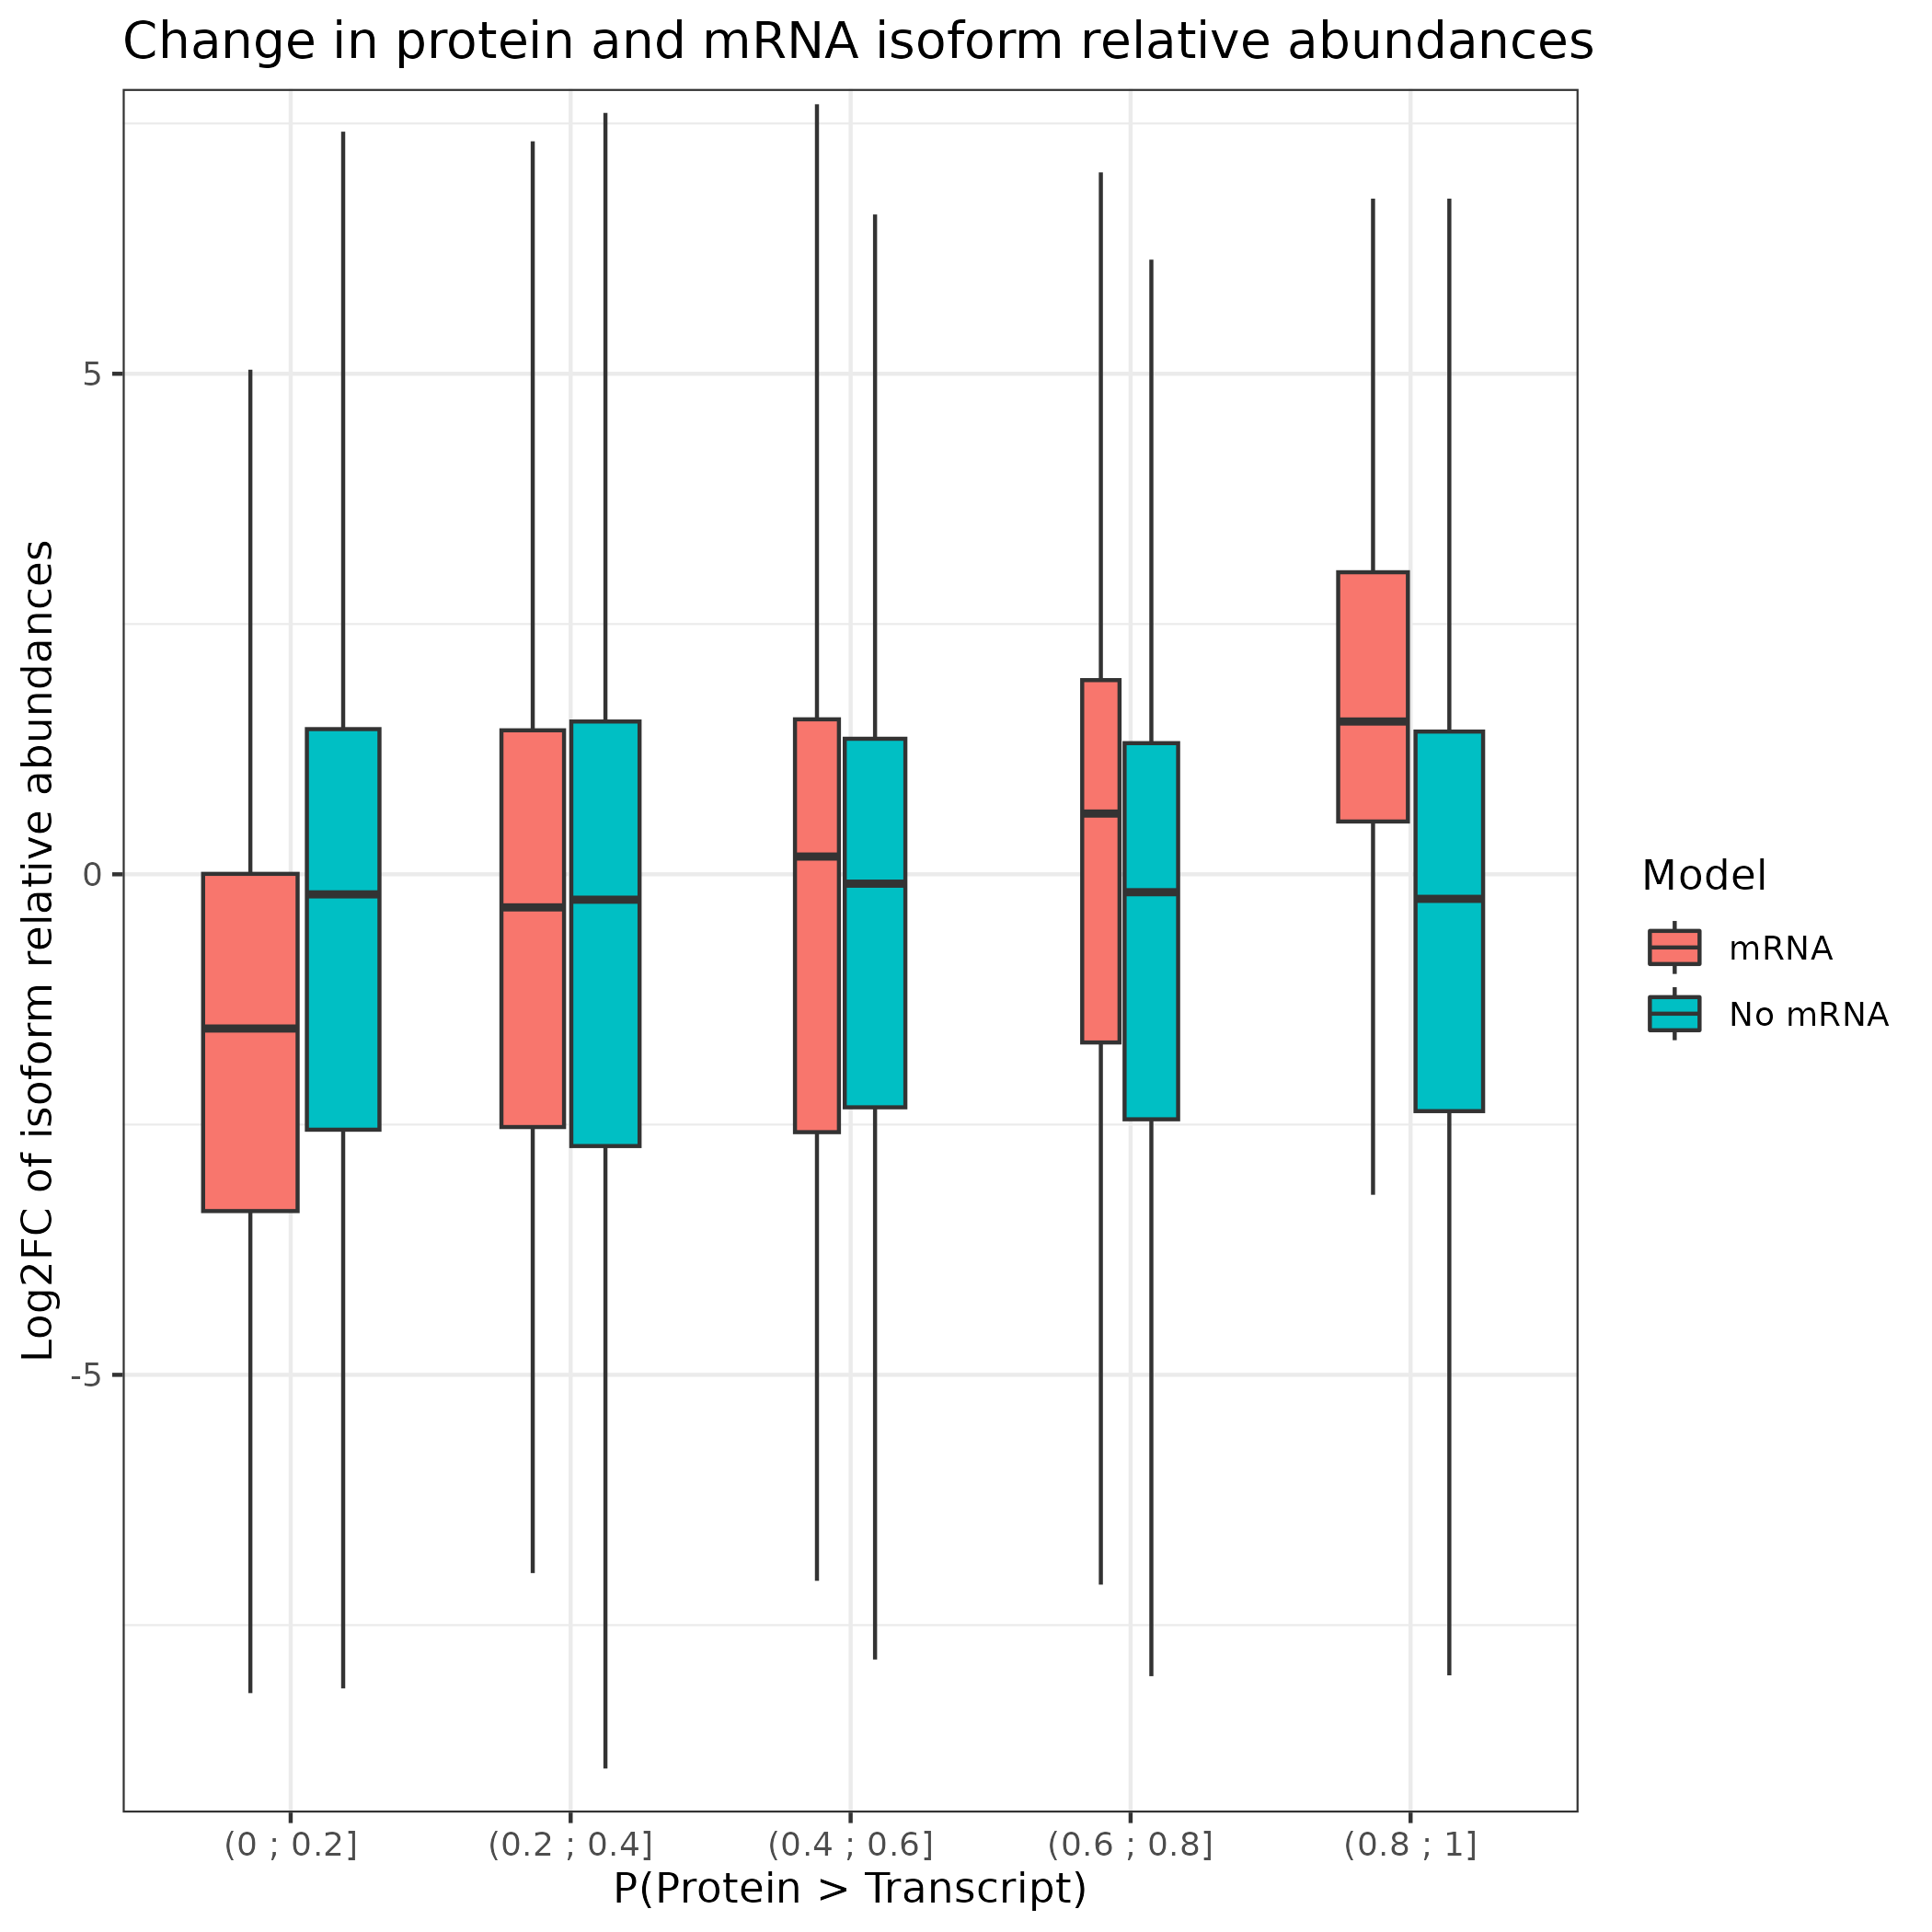 Change in protein and mRNA isoform relative abundances
Log2FC of isoform relative abundances
5
0
-5
(0 ; 0.2]
(0.2 ; 0.4]
(0.4 ; 0.6]
(0.6 ; 0.8]
(0.8 ; 1]
P(Protein > Transcript)
Model
mRNA
No mRNA